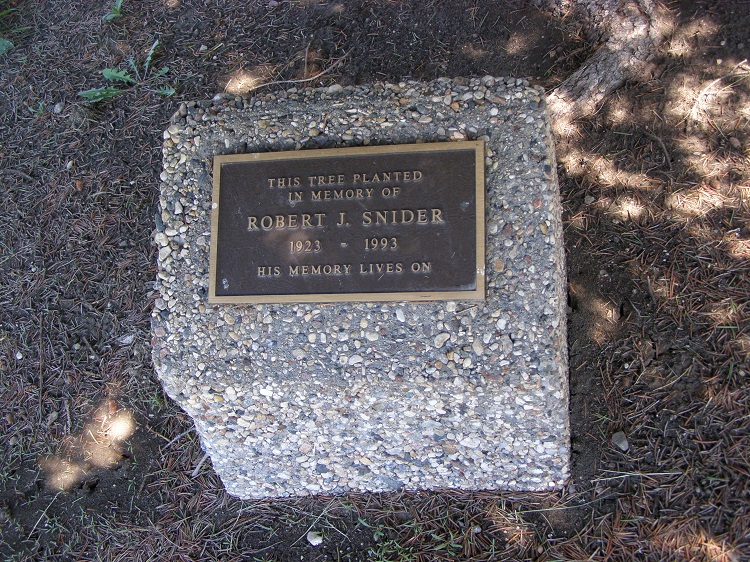 THIS TREE PLANTED
IN MEMORY OF
ROBERT J. SNIDER
1923 - 1993
HIS MEMORY LIVES ON